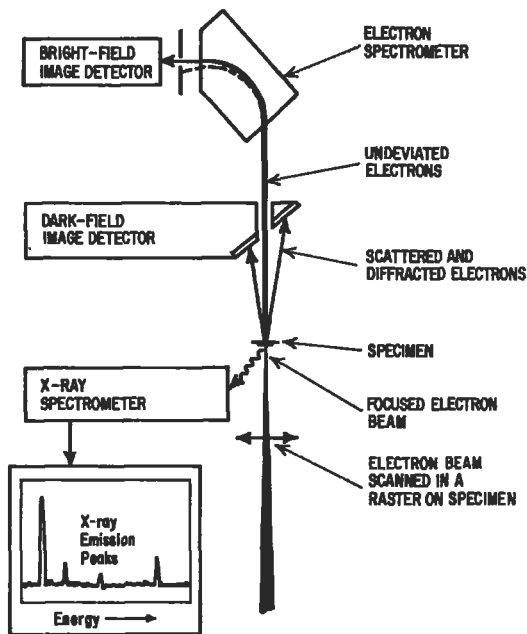 BRIGHT-FIELD
IMAGE DETECTOR
ELECTRON
SPECTROMETER
UNDEVIATED
ELECTRONS
DARK-FIELD
IMAGE DETECTOR
SCATTERED AND
DIFFRACTED ELECTRONS
SPECIMEN
X-RAY
SPECTROMETER
FOCUSED ELECTRON
BEAM
ELECTRON BEAM
SCANNED IN A
RASTER ON SPECIMEN
X-ray
Emission
Peaks
Energy